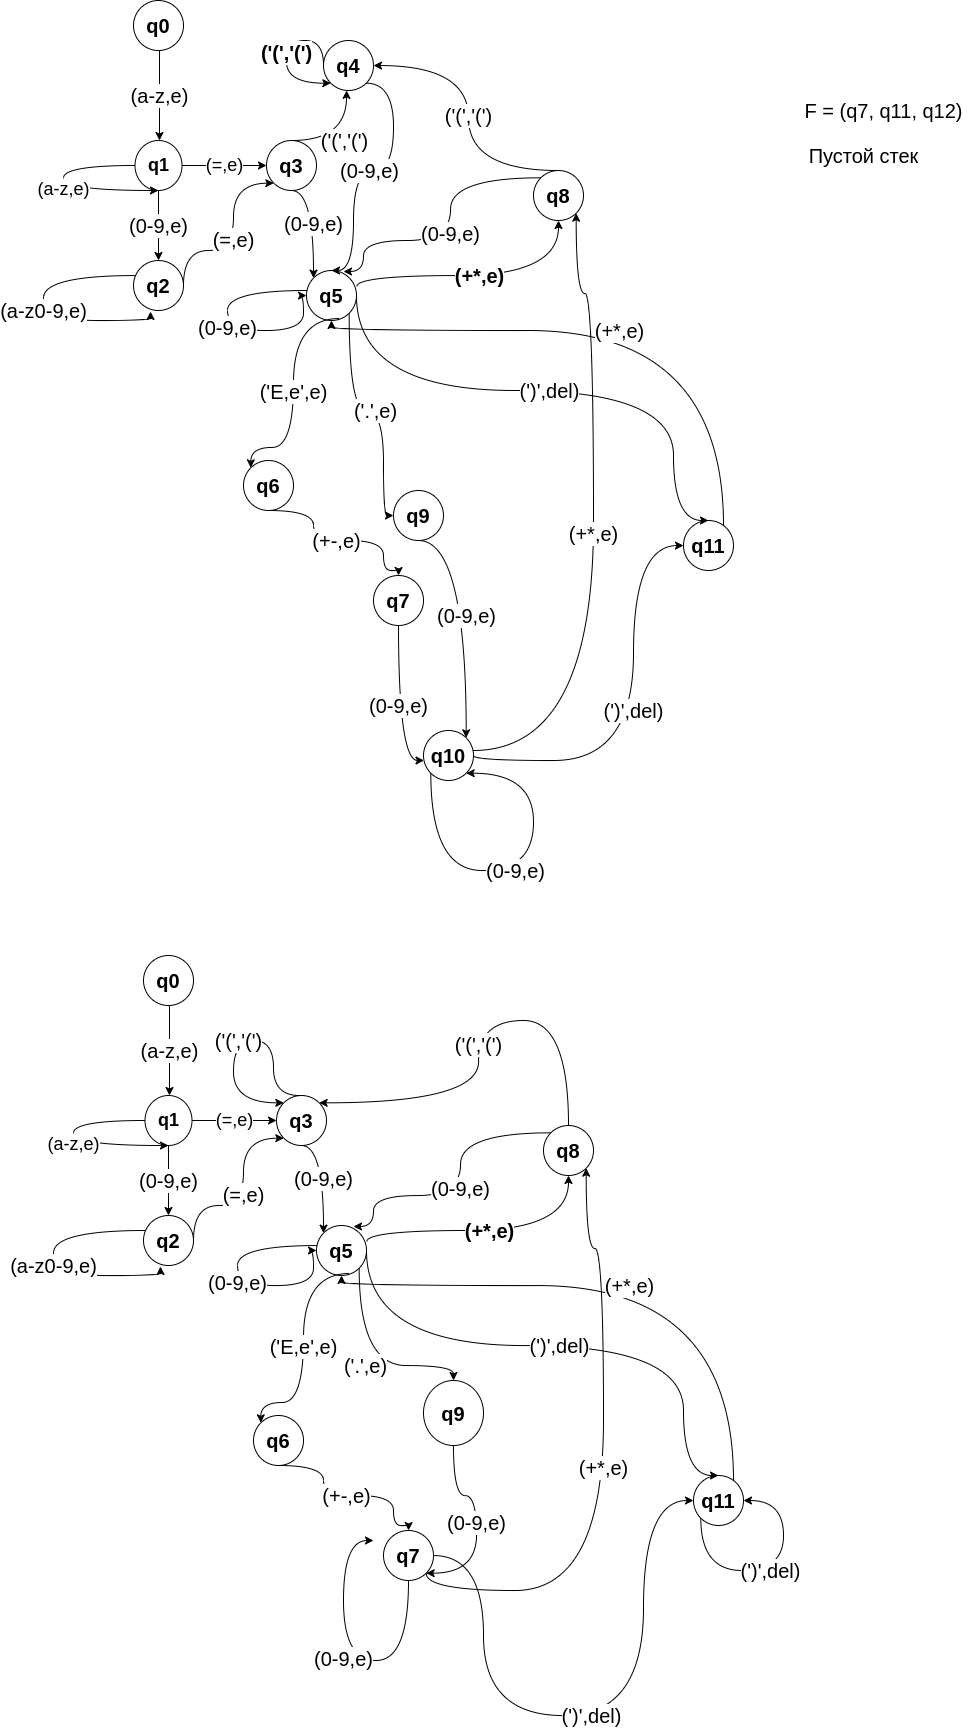 q0
(a-z,e)
q1
(=,e)
(a-z,e)
(0-9,e)
q2
(a-z0-9,e)
(=,e)
q3
('(','(')
('(','(')
q4
(0-9,e)
(0-9,e)
('(','(')
q8
(0-9,e)
(+*,e)
q5
(0-9,e)
(+*,e)
('E,e',e)
('.',e)
(')',del)
q6
q9
(+-,e)
q7
(+*,e)
q11
(0-9,e)
(0-9,e)
(')',del)
q10
(0-9,e)
F = (q7, q11, q12)
Пустой стек
q0
(a-z,e)
q1
(=,e)
(a-z,e)
(0-9,e)
q2
(a-z0-9,e)
(=,e)
('(','(')
q3
('(','(')
q8
(0-9,e)
(0-9,e)
(+*,e)
q5
(0-9,e)
(+*,e)
('E,e',e)
('.',e)
(')',del)
q6
q9
(+-,e)
(0-9,e)
(+*,e)
q11
q7
(')',del)
(0-9,e)
(')',del)